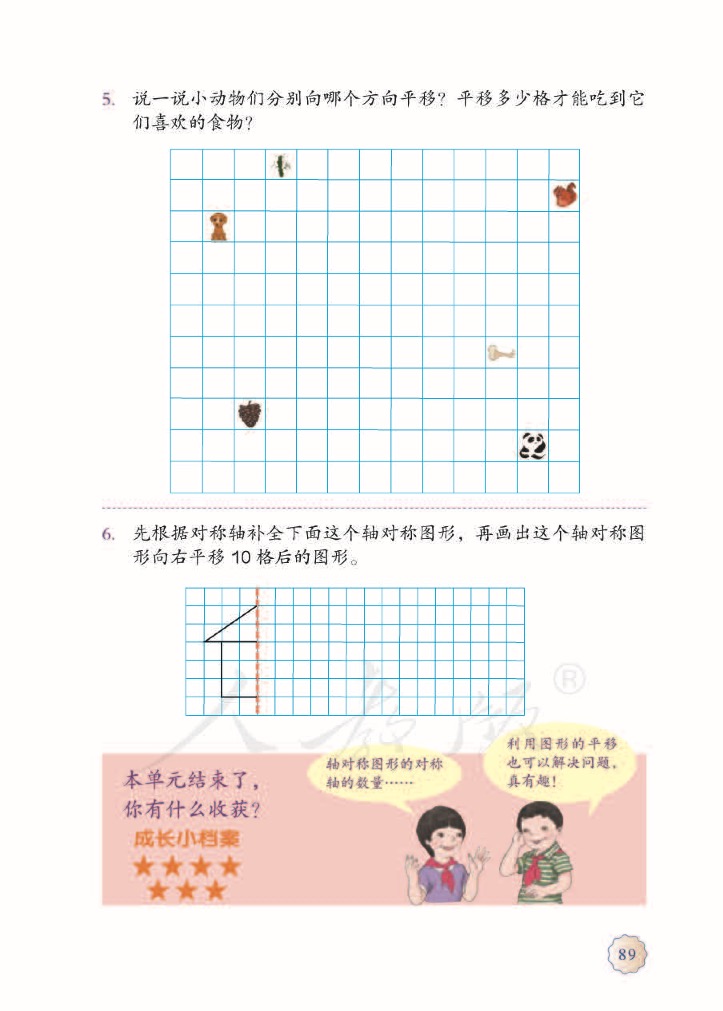 5. 说一说小动物们分别向哪个方向平移？平移多少格才能吃到它
们喜欢的食物？
6. 先根据对称轴补全下面这个轴对称图形，再画出这个轴对称图
形向右平移 10 格后的图形。
人教版®
本单元结束了，
你有什么收获？
成长小档案
轴对称图形的对称
轴的数量……
利用图形的平移
也可以解决问题，
真有趣！
89